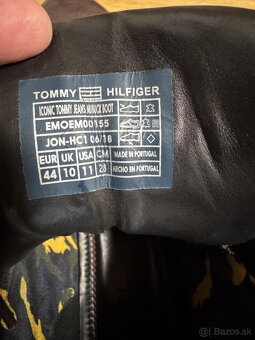 TOMMY HILFIGER
ICONIC TOMMY JEANS NUBUCK BOOT
EM0EM00155
JON-HC1 06/18
EUR UK USA CM MADE IN PORTUGAL
44 10 11 28 HECHO EN PORTUGAL
Bazos.sk